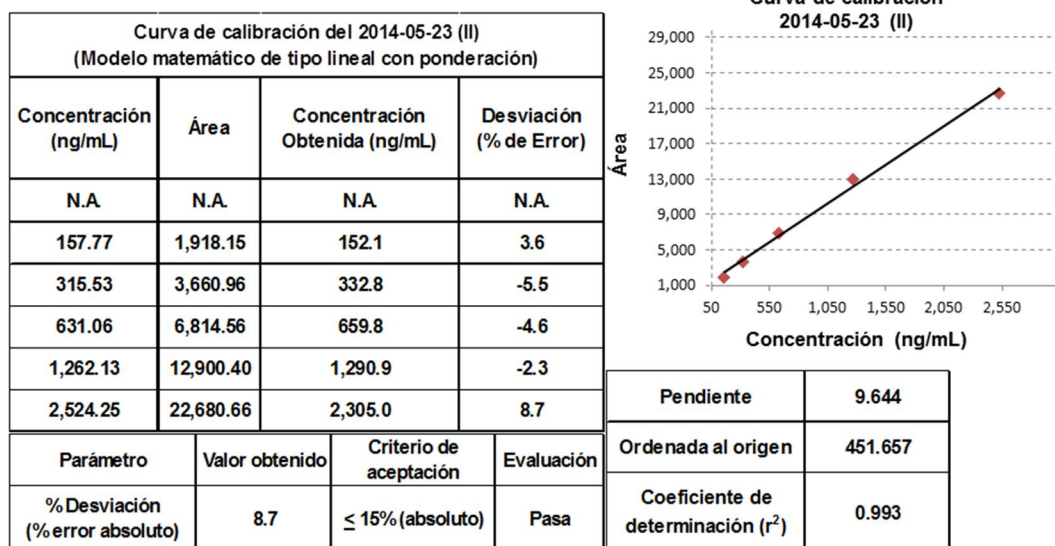 Curva de calibración del 2014-05-23 (II)
(Modelo matemático de tipo lineal con ponderación)
Concentración (ng/mL) Área Concentración Obtenida (ng/mL) Desviación (% de Error)
N.A. N.A. N.A. N.A.
157.77 1,918.15 152.1 3.6
315.53 3,660.96 332.8 -5.5
631.06 6,814.56 659.8 -4.6
1,262.13 12,900.40 1,290.9 -2.3
2,524.25 22,680.66 2,305.0 8.7
Parámetro Valor obtenido Criterio de aceptación Evaluación
% Desviación (% error absoluto) 8.7 ≤ 15% (absoluto) Pasa
Curva de calibración
2014-05-23 (II)
Área
29,000
25,000
21,000
17,000
13,000
9,000
5,000
1,000
50 550 1,050 1,550 2,050 2,550
Concentración (ng/mL)
Pendiente 9.644
Ordenada al origen 451.657
Coeficiente de determinación (r²) 0.993